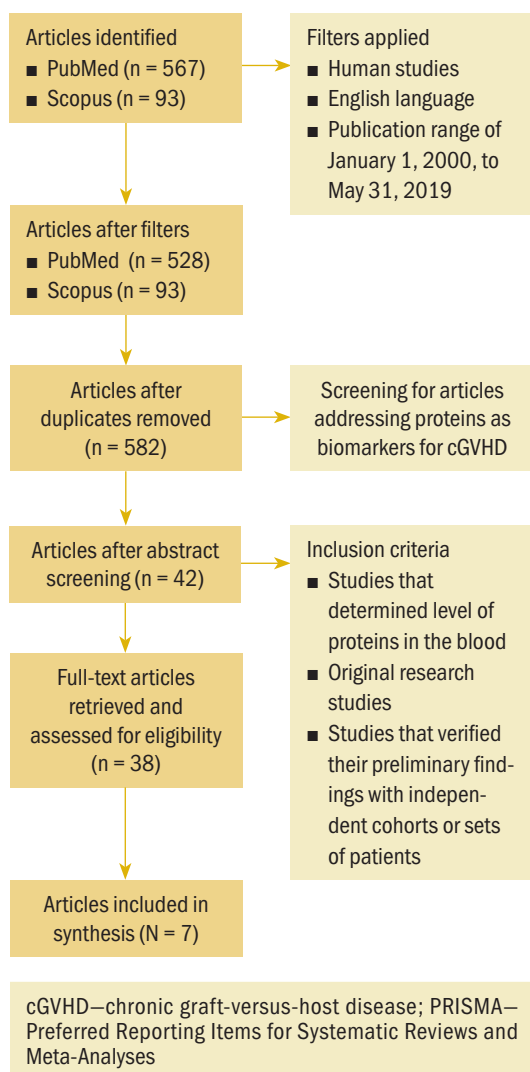 Articles identified
■ PubMed (n = 567)
■ Scopus (n = 93)
Filters applied
■ Human studies
■ English language
■ Publication range of
January 1, 2000, to
May 31, 2019
Articles after filters
■ PubMed (n = 528)
■ Scopus (n = 93)
Articles after
duplicates removed
(n = 582)
Screening for articles
addressing proteins as
biomarkers for cGVHD
Articles after abstract
screening (n = 42)
Inclusion criteria
■ Studies that
determined level of
proteins in the blood
■ Original research
studies
■ Studies that verified
their preliminary find-
ings with indepen-
dent cohorts or sets
of patients
Full-text articles
retrieved and
assessed for eligibility
(n = 38)
Articles included in
synthesis (N = 7)
cGVHD—chronic graft-versus-host disease; PRISMA—
Preferred Reporting Items for Systematic Reviews and
Meta-Analyses